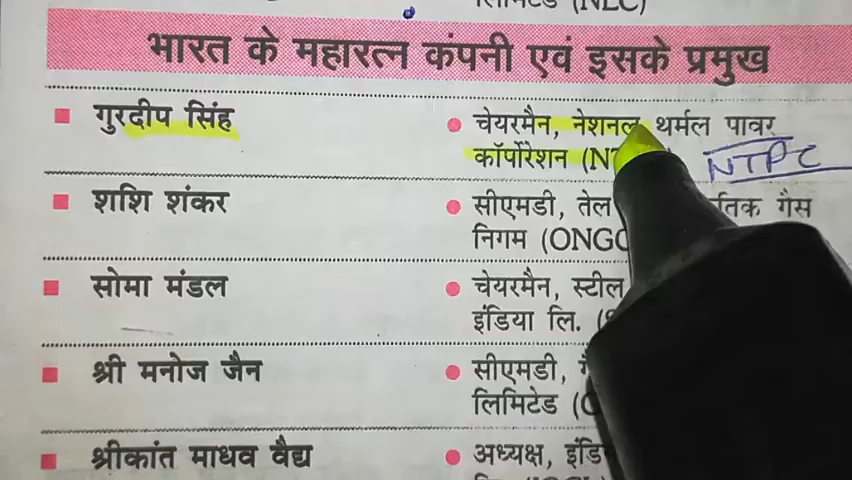 लिमिटेड (NLC)
भारत के महारत्न कंपनी एवं इसके प्रमुख
गुरदीप सिंह
चेयरमैन, नेशनल थर्मल पावर
कॉर्पोरेशन
NTPC
शशि शंकर
सीएमडी, तेल गैस
निगम (ONGC
सोमा मंडल
चेयरमैन, स्टील
इंडिया लि.
श्री मनोज जैन
सीएमडी,
लिमिटेड
श्रीकांत माधव वैद्य
अध्यक्ष,